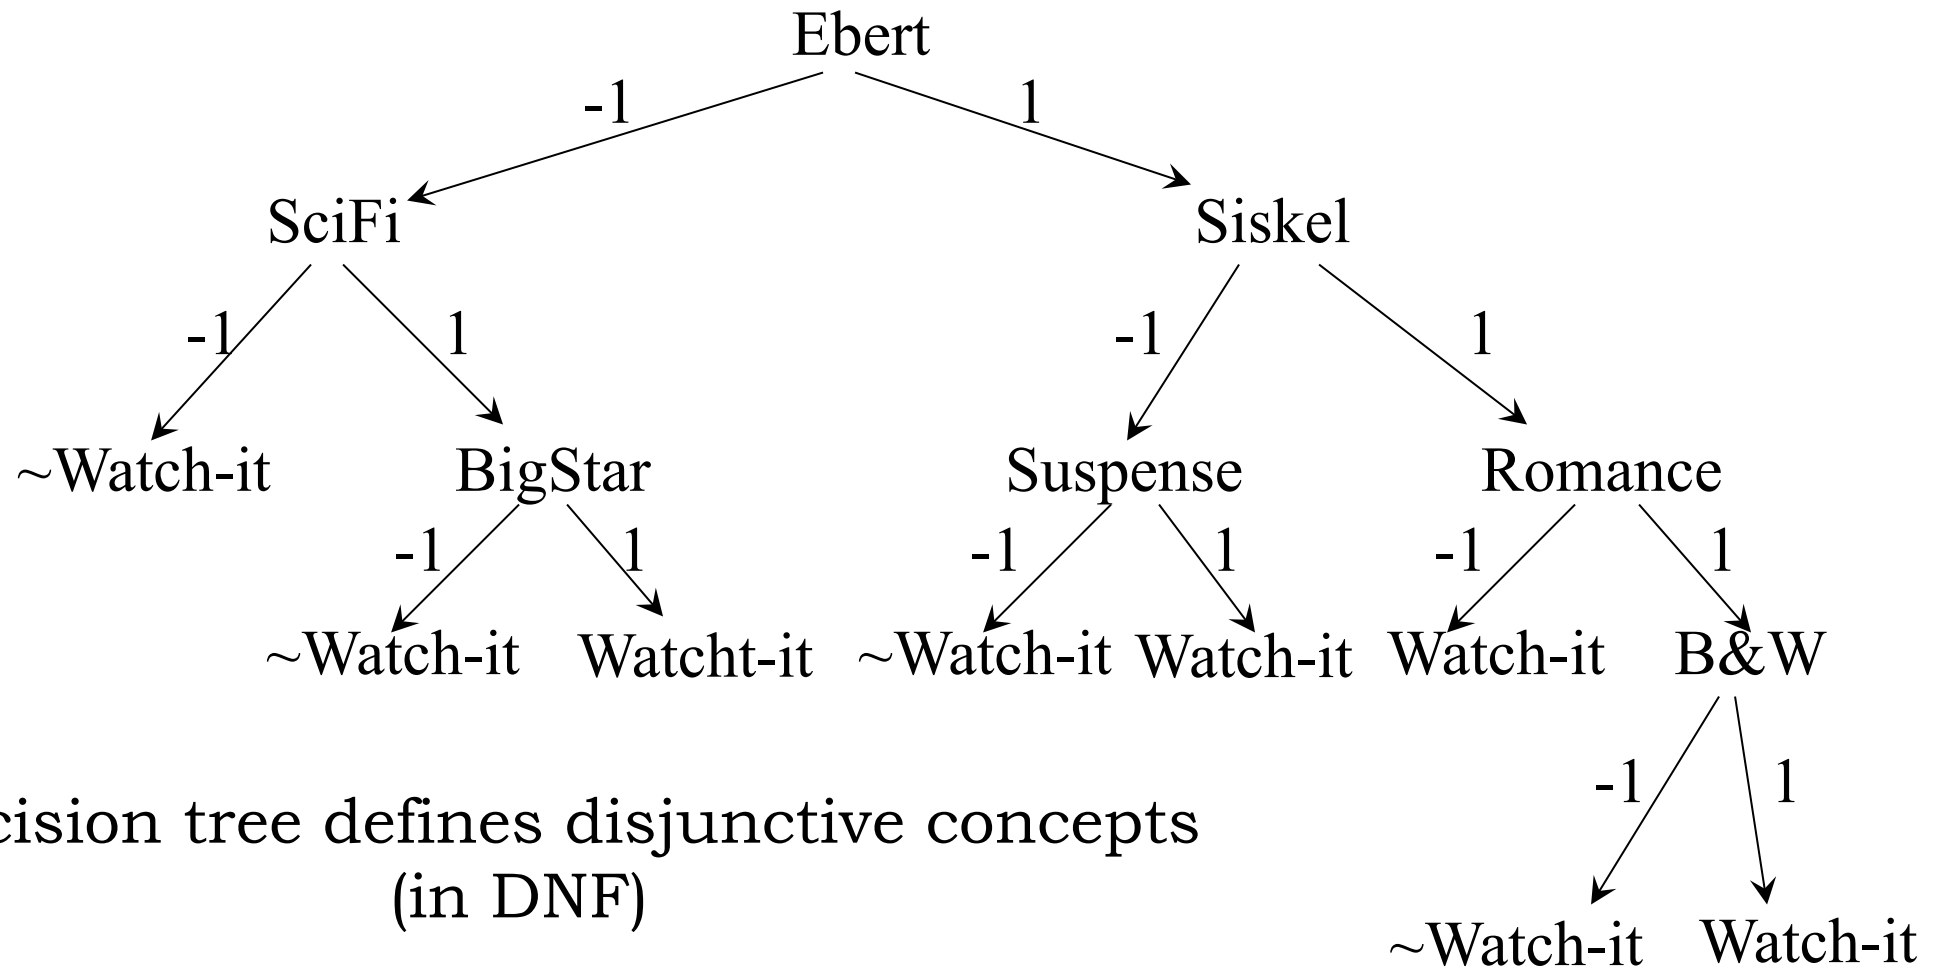 Ebert
-1 1
SciFi Siskel
-1 1 -1 1
~Watch-it BigStar Suspense Romance
-1 1 -1 1 -1 1
~Watch-it Watcht-it ~Watch-it Watch-it Watch-it B&W
-1 1
cision tree defines disjunctive concepts
(in DNF)
~Watch-it Watch-it